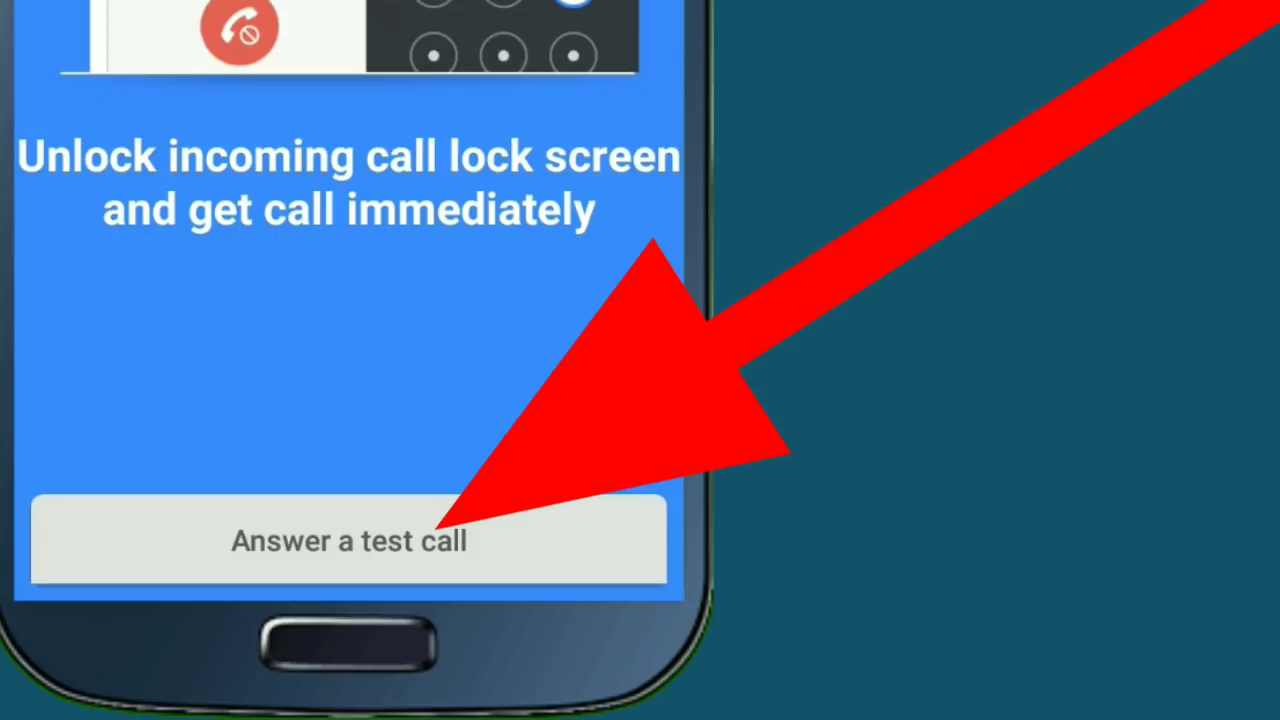 Unlock incoming call lock screen
and get call immediately
Answer a test call